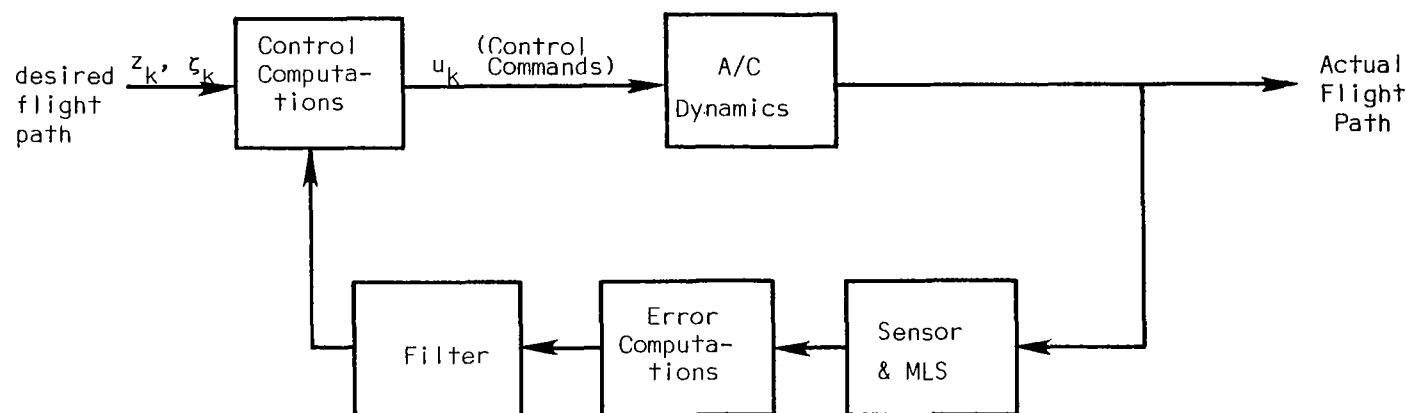 desired
flight
path
z_k, ζ_k
Control
Computa-
tions
u_k
(Control
Commands)
A/C
Dynamics
Actual
Flight
Path
Filter
Error
Computa-
tions
Sensor
& MLS